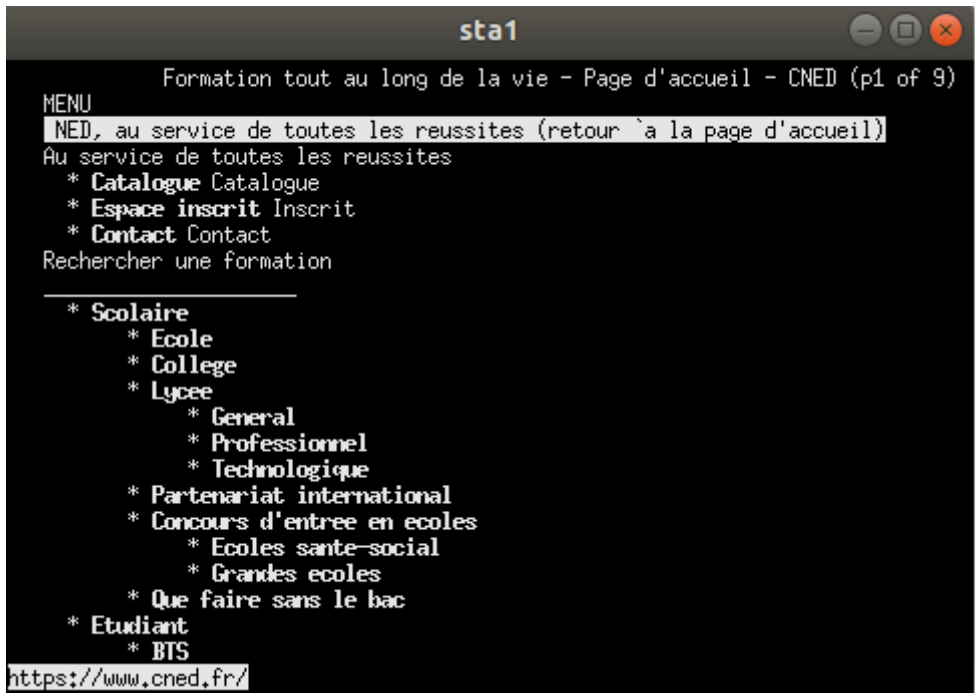 sta1
Formation tout au long de la vie - Page d'accueil - CNED (p1 of 9)
MENU
NED, au service de toutes les reussites (retour `a la page d'accueil)
Au service de toutes les reussites
* Catalogue Catalogue
* Espace inscrit Inscrit
* Contact Contact
Rechercher une formation
____________________
* Scolaire
* Ecole
* College
* Lycee
* General
* Professionnel
* Technologique
* Partenariat international
* Concours d'entree en ecoles
* Ecoles sante-social
* Grandes ecoles
* Que faire sans le bac
* Etudiant
* BTS
https://www.cned.fr/